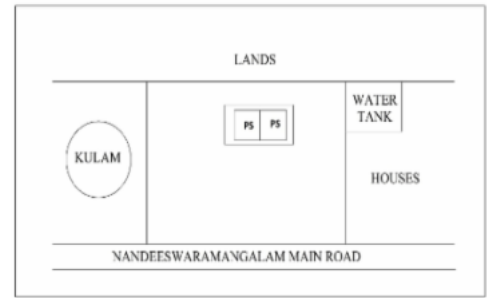 LANDS
WATER
TANK
PS PS
KULAM
HOUSES
NANDEESWARAMANGALAM MAIN ROAD